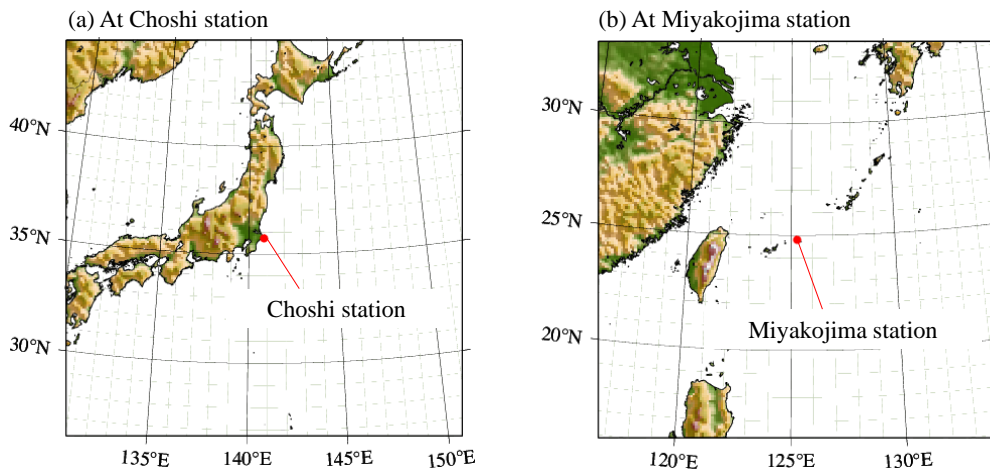 (a) At Choshi station
(b) At Miyakojima station
40°N
35°N
30°N
Choshi station
135°E
140°E
145°E
150°E
30°N
25°N
20°N
Miyakojima station
120°E
125°E
130°E